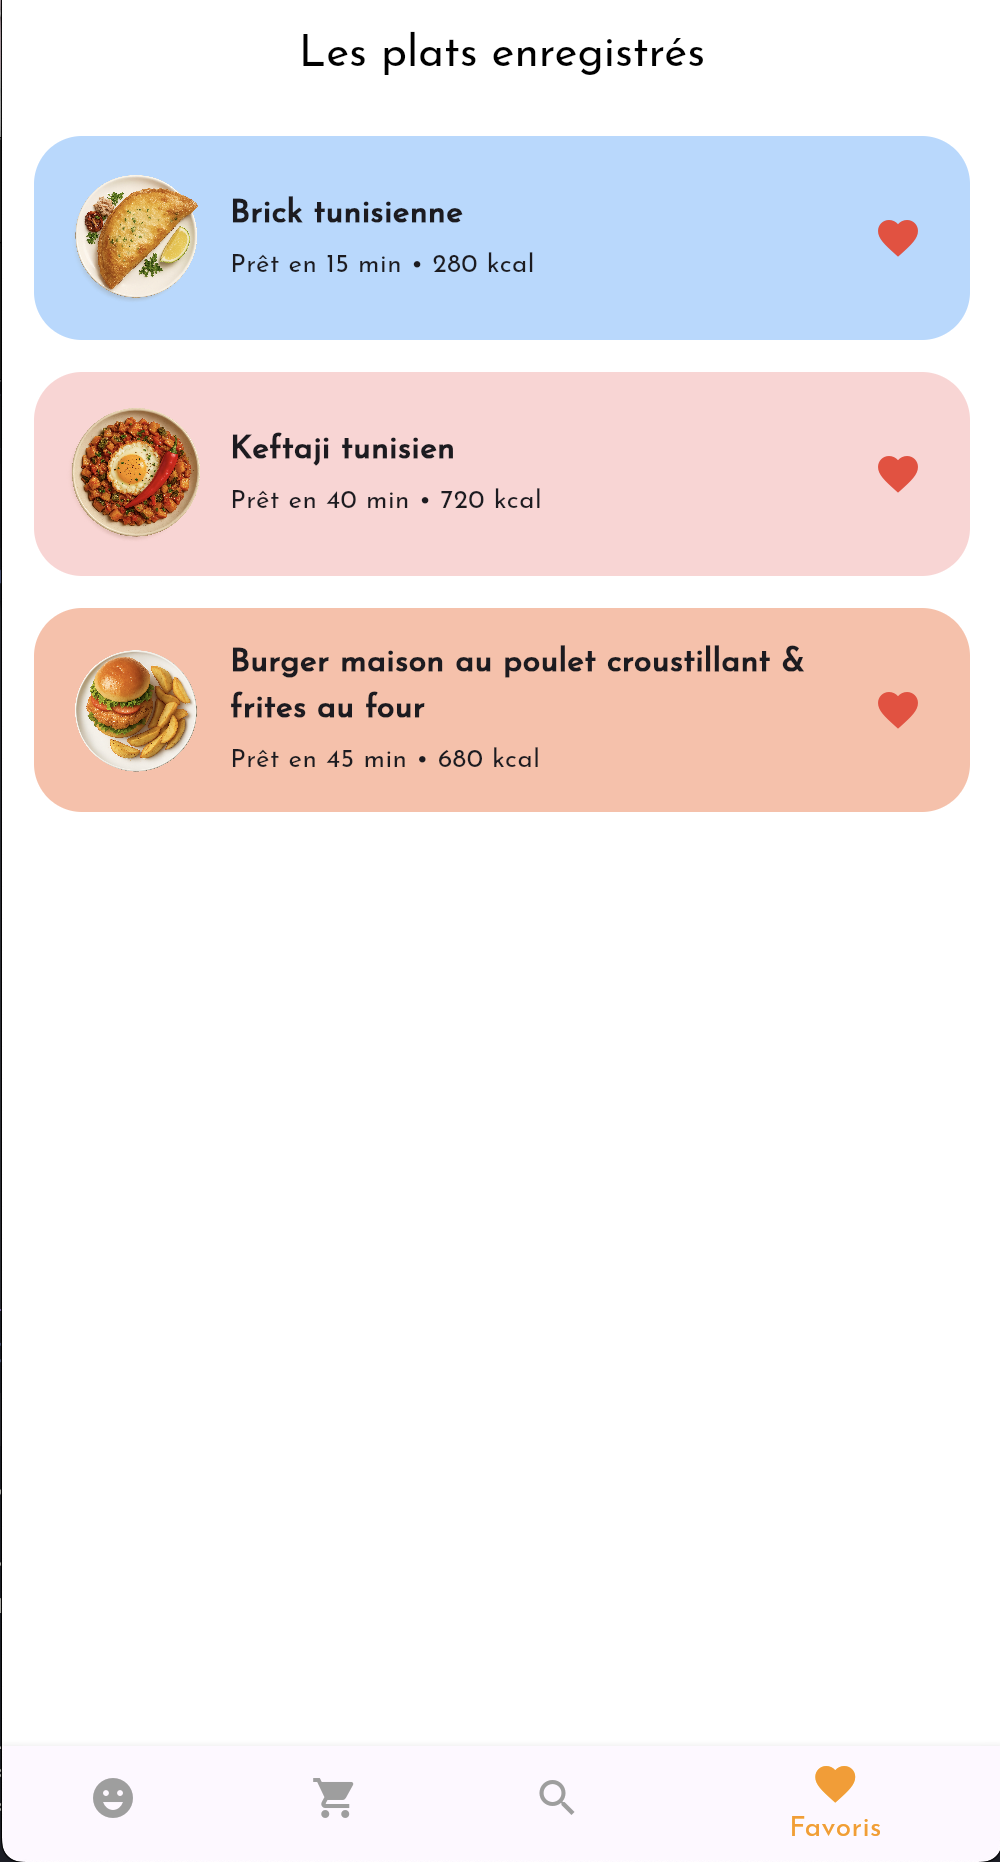 Les plats enregistrés
Brick tunisienne
Prêt en 15 min • 280 kcal
Keftaji tunisien
Prêt en 40 min • 720 kcal
Burger maison au poulet croustillant &
frites au four
Prêt en 45 min • 680 kcal
Favoris